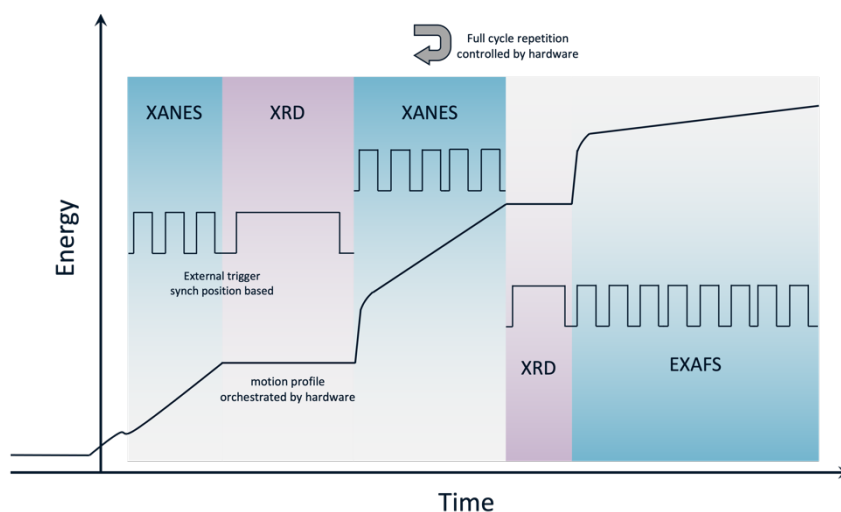 Full cycle repetition
controlled by hardware
XANES
XRD
XANES
External trigger
synch position based
motion profile
orchestrated by hardware
XRD
EXAFS
Energy
Time